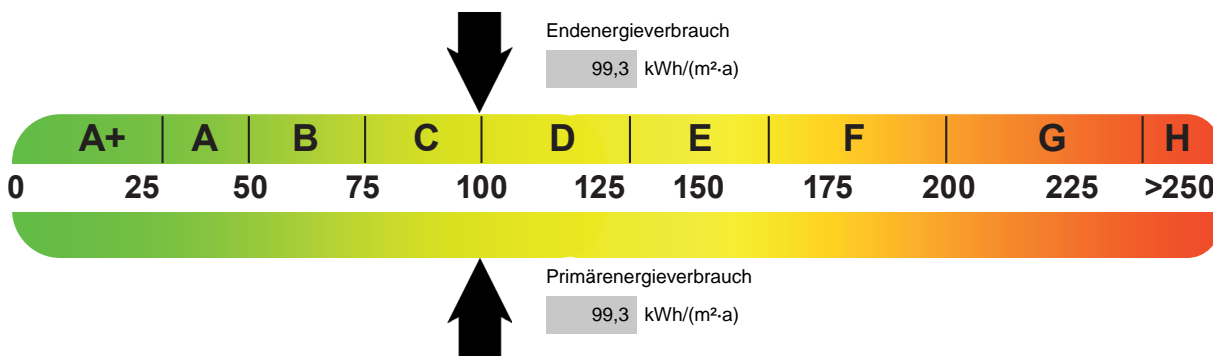 Endenergieverbrauch
99,3 kWh/(m²·a)
A+ A B C D E F G H
0 25 50 75 100 125 150 175 200 225 >250
Primärenergieverbrauch
99,3 kWh/(m²·a)